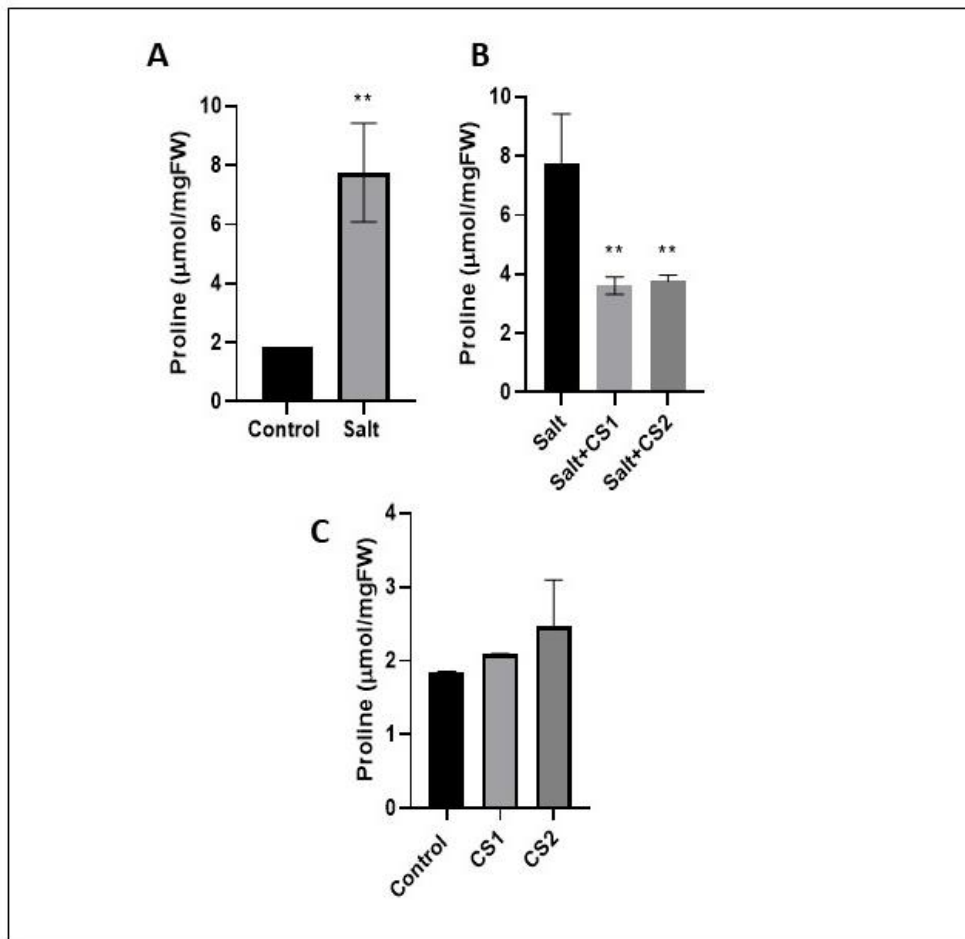 A
Proline (µmol/mgFW)
10
8
6
4
2
0
**
Control Salt
B
Proline (µmol/mgFW)
10
8
6
4
2
0
** **
Salt
Salt+CS1
Salt+CS2
C
Proline (µmol/mgFW)
4
3
2
1
0
Control
CS1
CS2